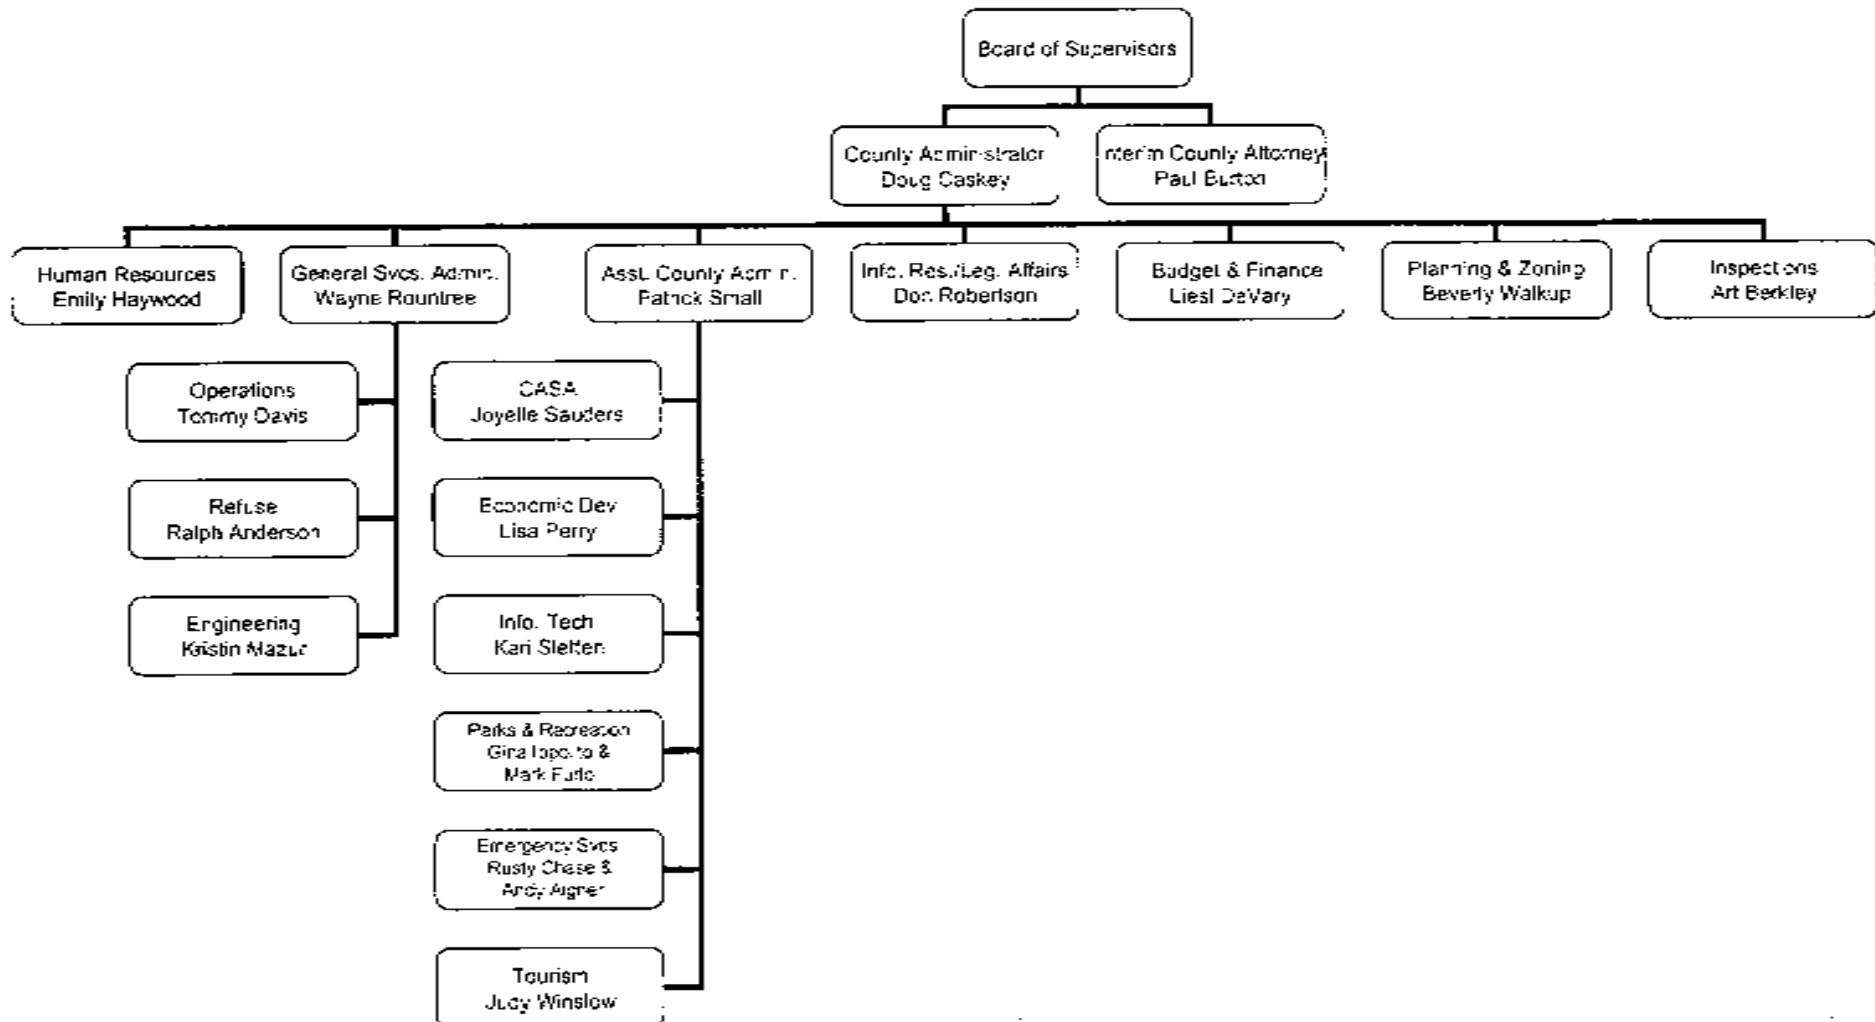 Board of Supervisors
County Administrator
Doug Caskey
Interim County Attorney
Paul Burton
Human Resources
Emily Haywood
General Svcs. Admin.
Wayne Rountree
Asst. County Admin.
Patrick Small
Info. Res./Leg. Affairs
Don Robertson
Budget & Finance
Liesl DeVary
Planning & Zoning
Beverly Walkup
Inspections
Art Berkley
Operations
Tommy Davis
Refuse
Ralph Anderson
Engineering
Kristin Mazur
CASA
Joyelle Sauders
Economic Dev
Lisa Perry
Info. Tech
Kari Sletten
Parks & Recreation
Gina &
Mark
Emergency Svcs
Rusty Chase &
Andy
Tourism
Judy Winslow